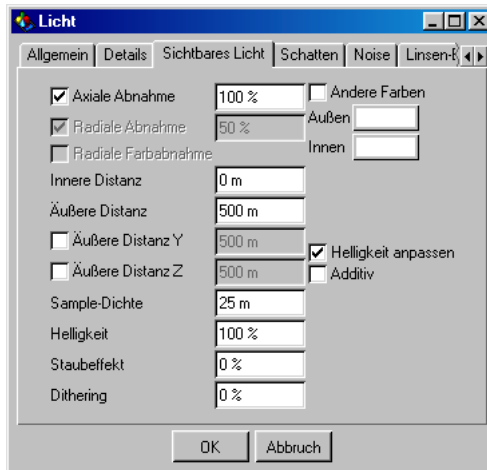 Licht
Allgemein Details Sichtbares Licht Schatten Noise Linsen-
Axiale Abnahme 100 % Andere Farben
Radiale Abnahme 50 % Außen
Radiale Farbabnahme Innen
Innere Distanz 0 m
Äußere Distanz 500 m
Äußere Distanz Y 500 m Helligkeit anpassen
Äußere Distanz Z 500 m Additiv
Sample-Dichte 25 m
Helligkeit 100 %
Staubeffekt 0 %
Dithering 0 %
OK Abbruch